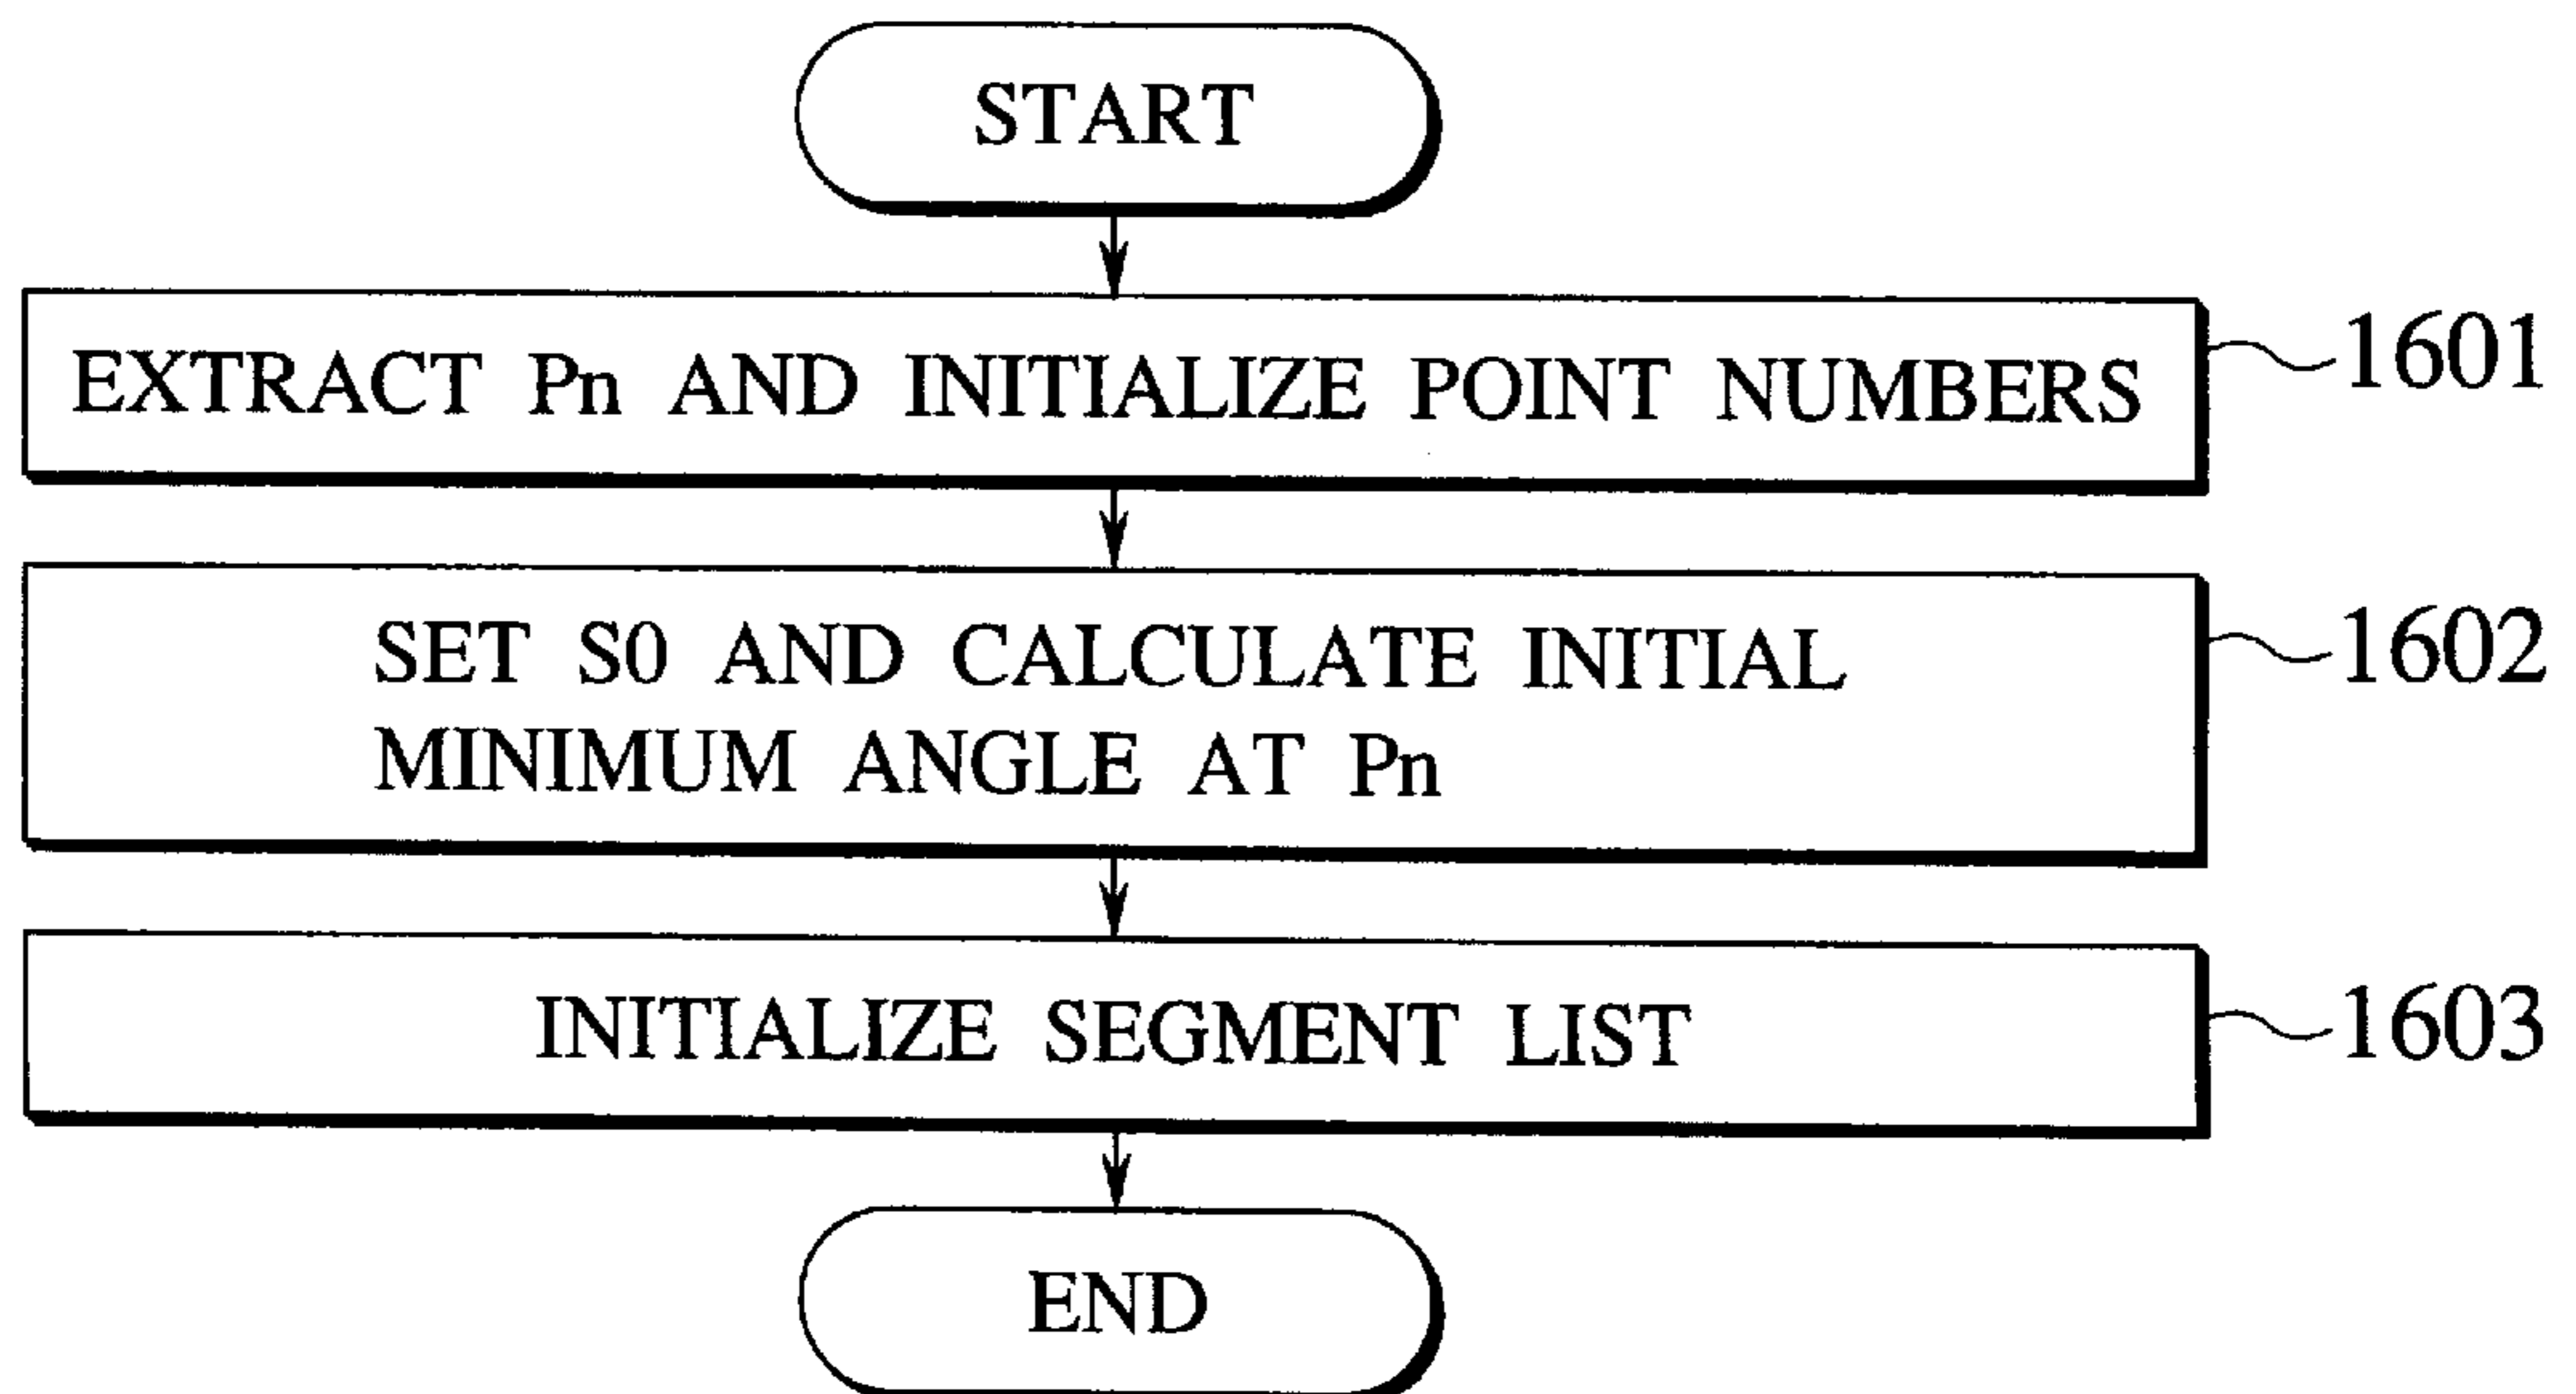 START
EXTRACT Pn AND INITIALIZE POINT NUMBERS
1601
SET S0 AND CALCULATE INITIAL
MINIMUM ANGLE AT Pn
1602
INITIALIZE SEGMENT LIST
1603
END